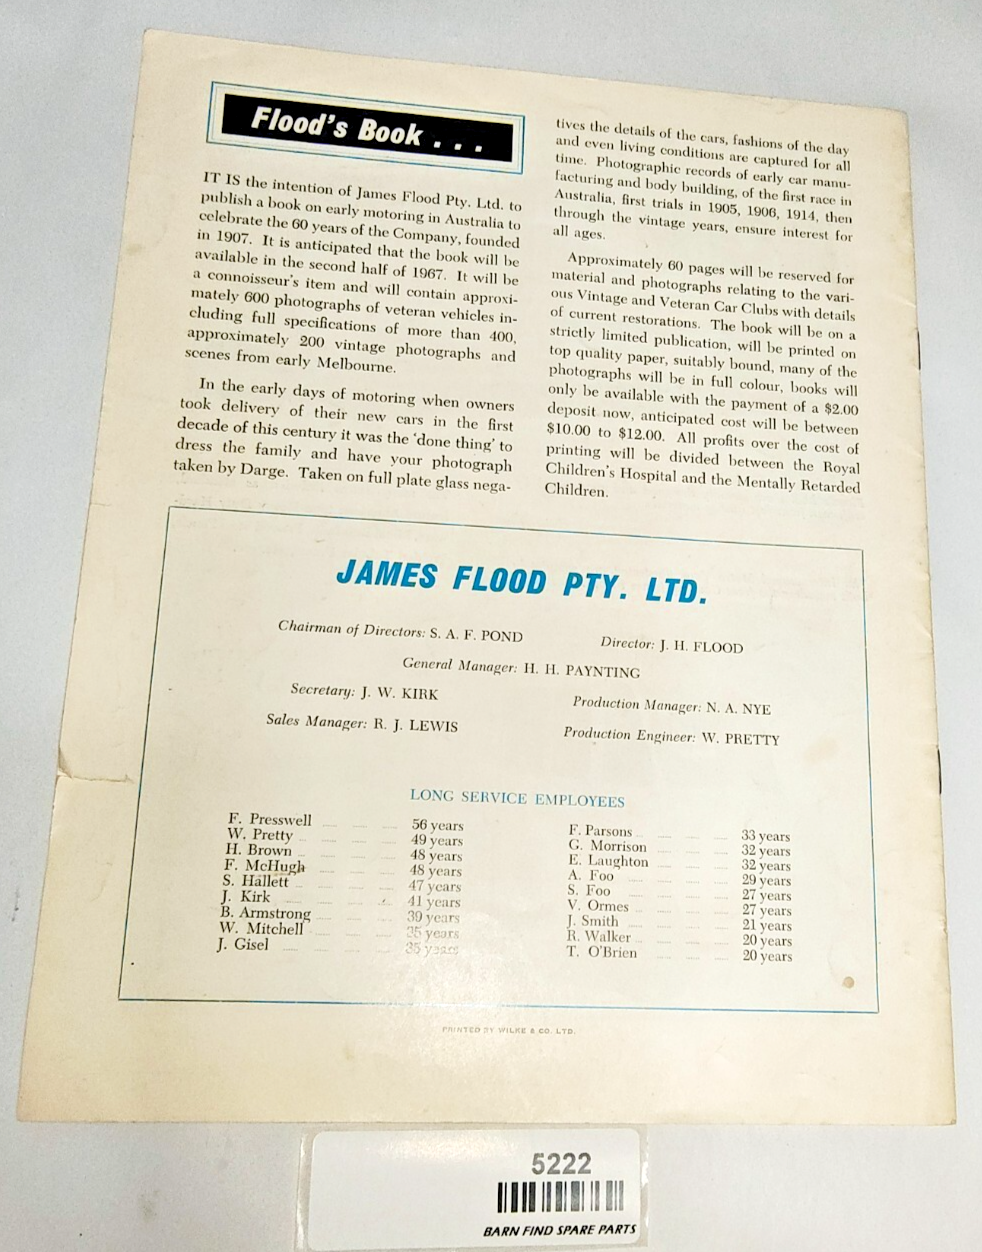 Flood's Book . . .
IT IS the intention of James Flood Pty. Ltd. to
publish a book on early motoring in Australia to
celebrate the 60 years of the Company, founded
in 1907. It is anticipated that the book will be
available in the second half of 1967. It will be
a connoisseur's item and will contain approxi-
mately 600 photographs of veteran vehicles in-
cluding full specifications of more than 400,
approximately 200 vintage photographs and
scenes from early Melbourne.
In the early days of motoring when owners
took delivery of their new cars in the first
decade of this century it was the 'done thing' to
dress the family and have your photograph
taken by Darge. Taken on full plate glass nega-
tives the details of the cars, fashions of the day
and even living conditions are captured for all
time. Photographic records of early car manu-
facturing and body building, of the first race in
Australia, first trials in 1905, 1906, 1914, then
through the vintage years, ensure interest for
all ages.
Approximately 60 pages will be reserved for
material and photographs relating to the vari-
ous Vintage and Veteran Car Clubs with details
of current restorations. The book will be on a
strictly limited publication, will be printed on
top quality paper, suitably bound, many of the
photographs will be in full colour, books will
only be available with the payment of a $2.00
deposit now, anticipated cost will be between
$10.00 to $12.00. All profits over the cost of
printing will be divided between the Royal
Children's Hospital and the Mentally Retarded
Children.
JAMES FLOOD PTY. LTD.
Chairman of Directors: S. A. F. POND
Director: J. H. FLOOD
General Manager: H. H. PAYNTING
Secretary: J. W. KIRK
Production Manager: N. A. NYE
Sales Manager: R. J. LEWIS
Production Engineer: W. PRETTY
LONG SERVICE EMPLOYEES
F. Presswell 56 years
W. Pretty 49 years
H. Brown 48 years
F. McHugh 48 years
S. Hallett 47 years
J. Kirk 41 years
B. Armstrong 39 years
W. Mitchell 35 years
J. Gisel 35 years
F. Parsons 33 years
G. Morrison 32 years
E. Laughton 32 years
A. Foo 29 years
S. Foo 27 years
V. Ormes 27 years
J. Smith 21 years
R. Walker 20 years
T. O'Brien 20 years
PRINTED BY WILKE & CO. LTD.
5222
BARN FIND SPARE PARTS